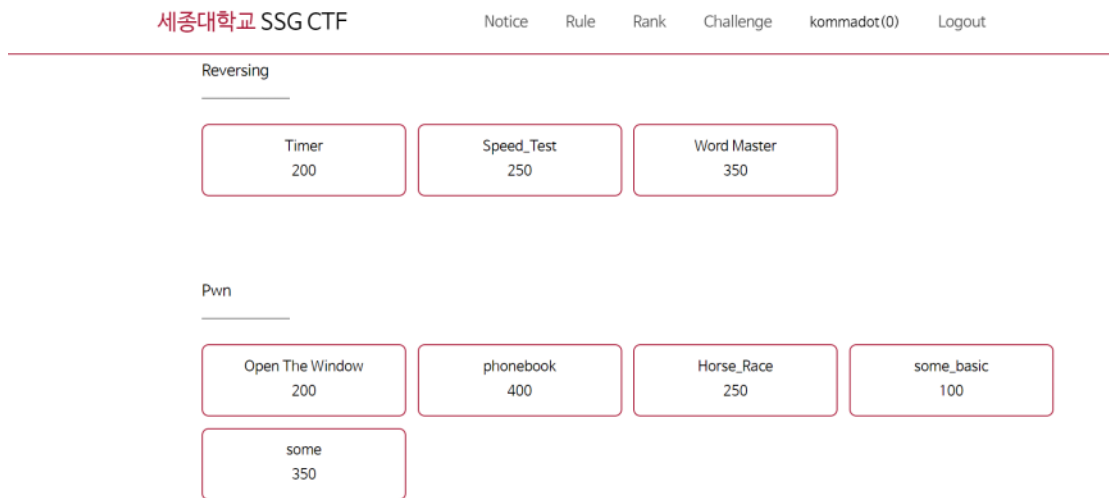 세종대학교 SSG CTF Notice Rule Rank Challenge kommadot(0) Logout
Reversing
Timer Speed_Test Word Master
200 250 350
Pwn
Open The Window phonebook Horse_Race some_basic
200 400 250 100
some
350